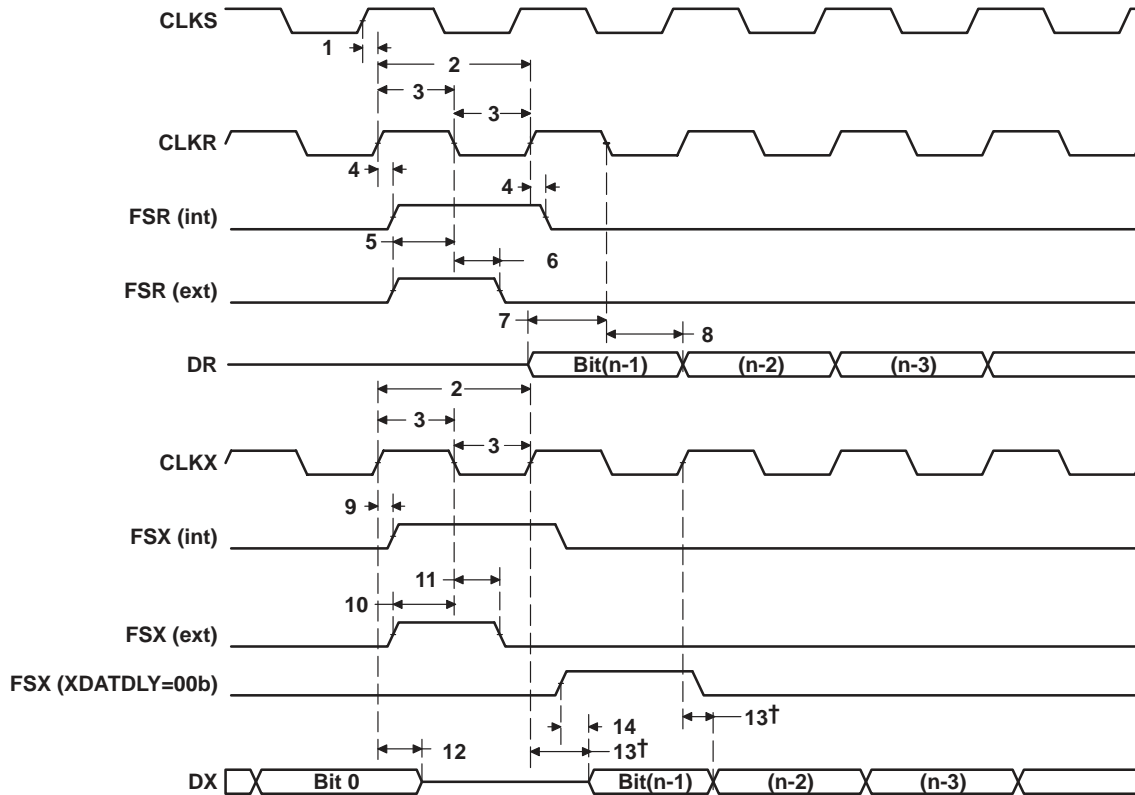 CLKS
1
2
3
3
CLKR
4
4
FSR (int)
5
6
FSR (ext)
7
8
DR
Bit(n-1)
(n-2)
(n-3)
2
3
3
CLKX
9
FSX (int)
11
10
FSX (ext)
FSX (XDATDLY=00b)
13†
14
12
13†
DX
Bit 0
Bit(n-1)
(n-2)
(n-3)